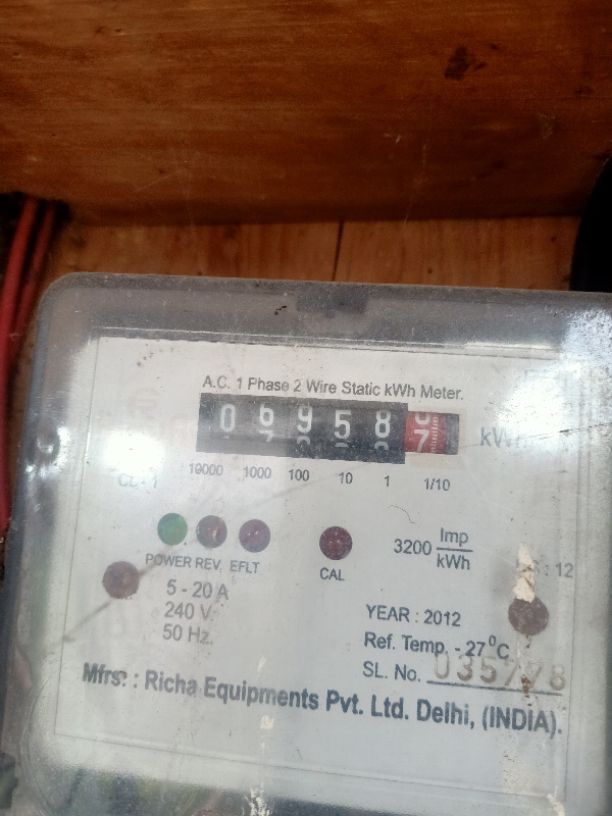 A.C. 1 Phase 2 Wire Static kWh Meter.
0 6 9 5 8 7
10000 1000 100 10 1 1/10
POWER REV. EFLT
CAL
3200 Imp
kWh
5 - 20 A
240 V
50 Hz.
YEAR : 2012
Ref. Temp. - 27°C
SL. No. 035778
Mfrs. : Richa Equipments Pvt. Ltd. Delhi, (INDIA).